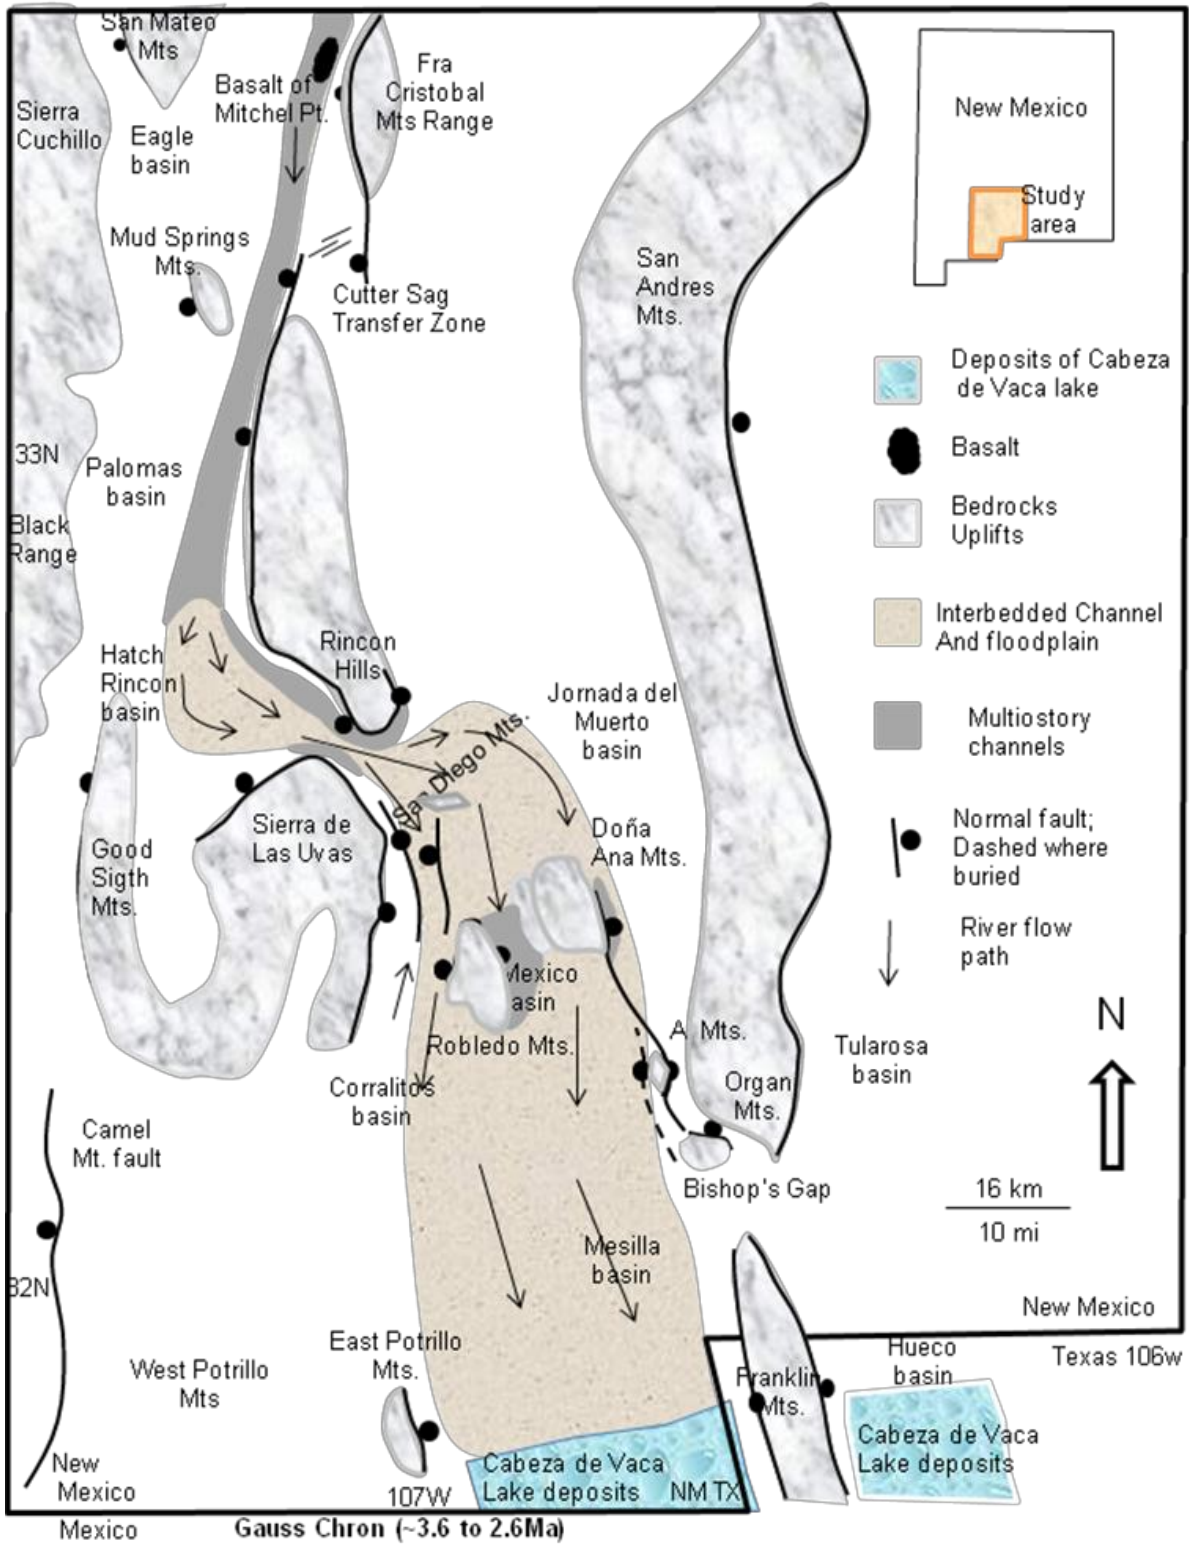 San Mateo
Mts
Sierra
Cuchillo
Eagle
basin
Basalt of
Mitchel Pt.
Fra
Cristobal
Mts Range
New Mexico
Study
area
Mud Springs
Mts.
Cutter Sag
Transfer Zone
San
Andres
Mts.
Deposits of Cabeza
de Vaca lake
Basalt
Bedrocks
Uplifts
Interbedded Channel
And floodplain
Multiostory
channels
Normal fault;
Dashed where
buried
River flow
path
N
33N
Palomas
basin
Black
Range
Hatch
Rincon
basin
Rincon
Hills
Jornada del
Muerto
basin
San Diego Mts.
Good
Sigth
Mts.
Sierra de
Las Uvas
Doña
Ana Mts.
Mexico
asin
Robledo Mts.
A Mts.
Organ
Mts.
Tularosa
basin
Corralitos
basin
Camel
Mt. fault
Bishop's Gap
16 km
10 mi
Mesilla
basin
32N
New Mexico
Texas 106w
East Potrillo
Mts.
West Potrillo
Mts
Franklin
Mts.
Hueco
basin
Cabeza de Vaca
Lake deposits
Cabeza de Vaca
Lake deposits
NM TX
New
Mexico
107W
Mexico
Gauss Chron (~3.6 to 2.6Ma)